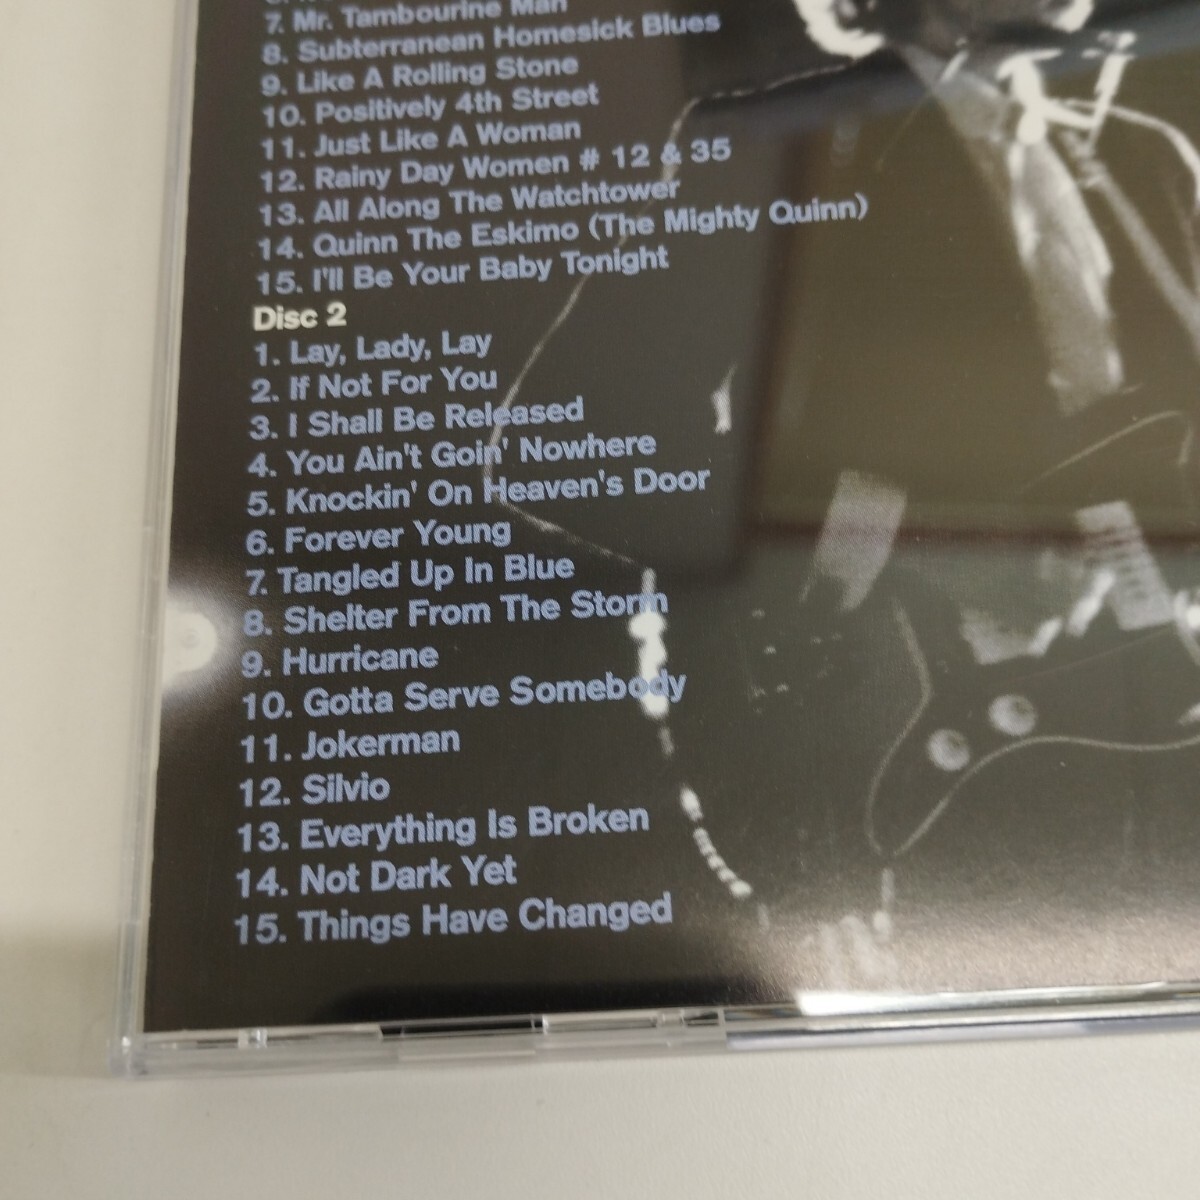 7. Mr. Tambourine Man
8. Subterranean Homesick Blues
9. Like A Rolling Stone
10. Positively 4th Street
11. Just Like A Woman
12. Rainy Day Women # 12 & 35
13. All Along The Watchtower
14. Quinn The Eskimo (The Mighty Quinn)
15. I'll Be Your Baby Tonight
Disc 2
1. Lay, Lady, Lay
2. If Not For You
3. I Shall Be Released
4. You Ain't Goin' Nowhere
5. Knockin' On Heaven's Door
6. Forever Young
7. Tangled Up In Blue
8. Shelter From The Storm
9. Hurricane
10. Gotta Serve Somebody
11. Jokerman
12. Silvio
13. Everything Is Broken
14. Not Dark Yet
15. Things Have Changed